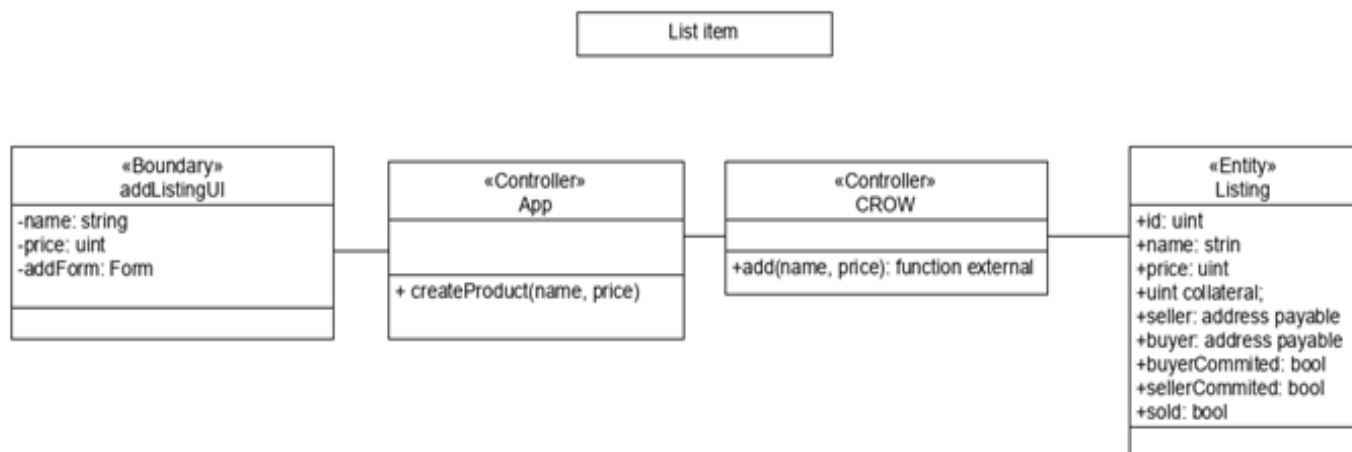 List item
«Boundary»
addListingUI
-name: string
-price: uint
-addForm: Form
«Controller»
App
+ createProduct(name, price)
«Controller»
CROW
+add(name, price): function external
«Entity»
Listing
+id: uint
+name: strin
+price: uint
+uint collateral;
+seller: address payable
+buyer: address payable
+buyerCommited: bool
+sellerCommited: bool
+sold: bool